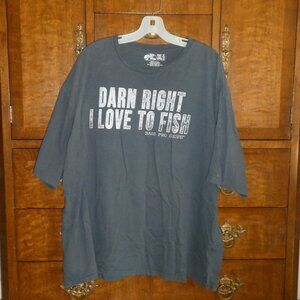 DARN RIGHT
I LOVE TO FISH
BASS PRO SHOPS